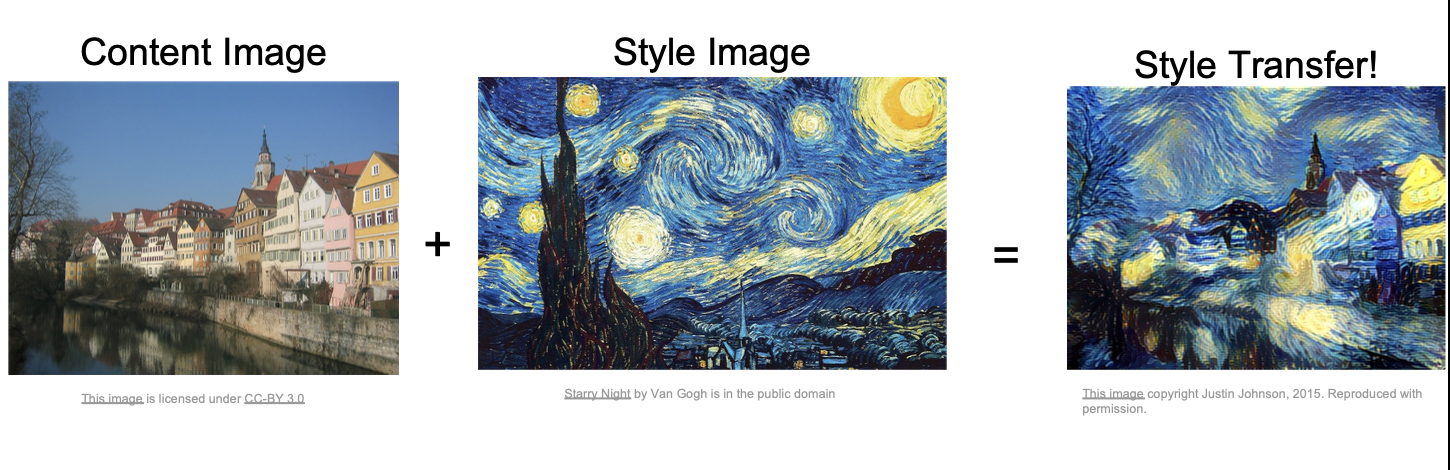 Content Image
Style Image
Style Transfer!
+
=
This image is licensed under CC-BY 3.0
Starry Night by Van Gogh is in the public domain
This image copyright Justin Johnson, 2015. Reproduced with
permission.